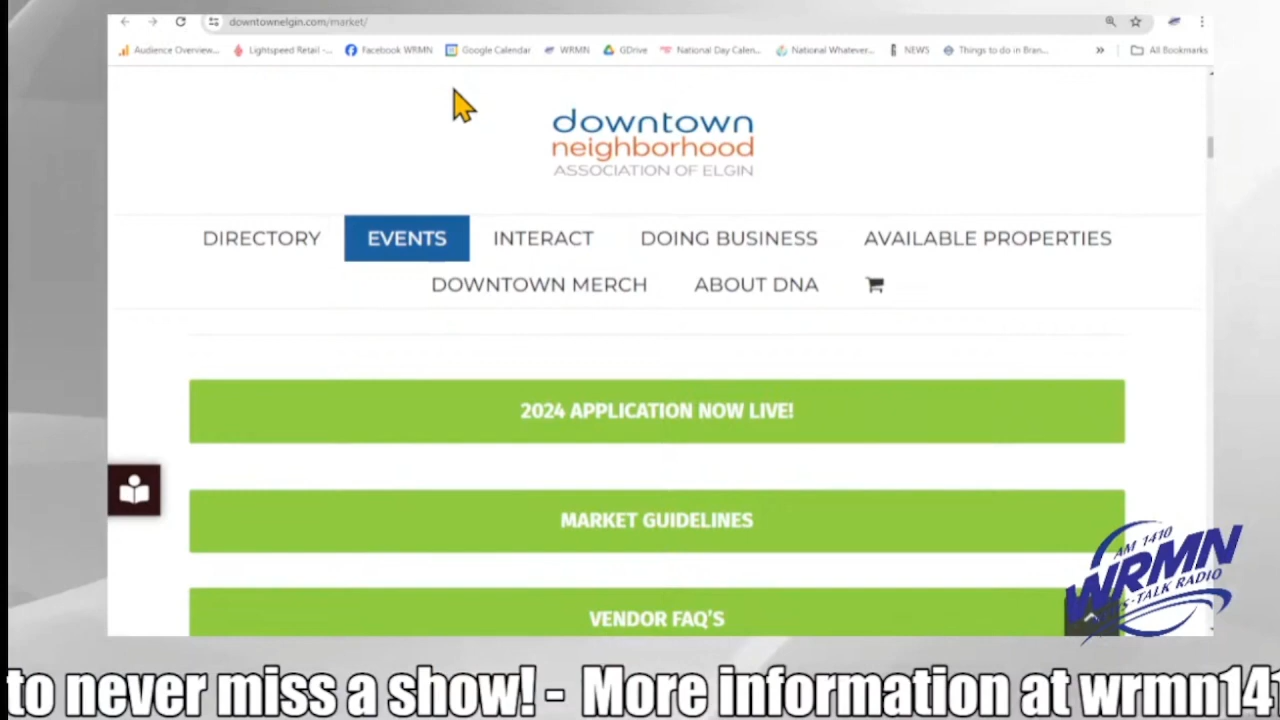 downtownelgin.com/market/
Audience Overview... Lightspeed Retail -... Facebook WRMN Google Calendar WRMN GDrive National Day Calen... National Whatever... NEWS Things to do in Bran... » All Bookmarks
downtown
neighborhood
ASSOCIATION OF ELGIN
DIRECTORY EVENTS INTERACT DOING BUSINESS AVAILABLE PROPERTIES
DOWNTOWN MERCH ABOUT DNA
2024 APPLICATION NOW LIVE!
MARKET GUIDELINES
VENDOR FAQ'S
AM 1410
WRMN
TALK RADIO
to never miss a show! - More information at wrmn141